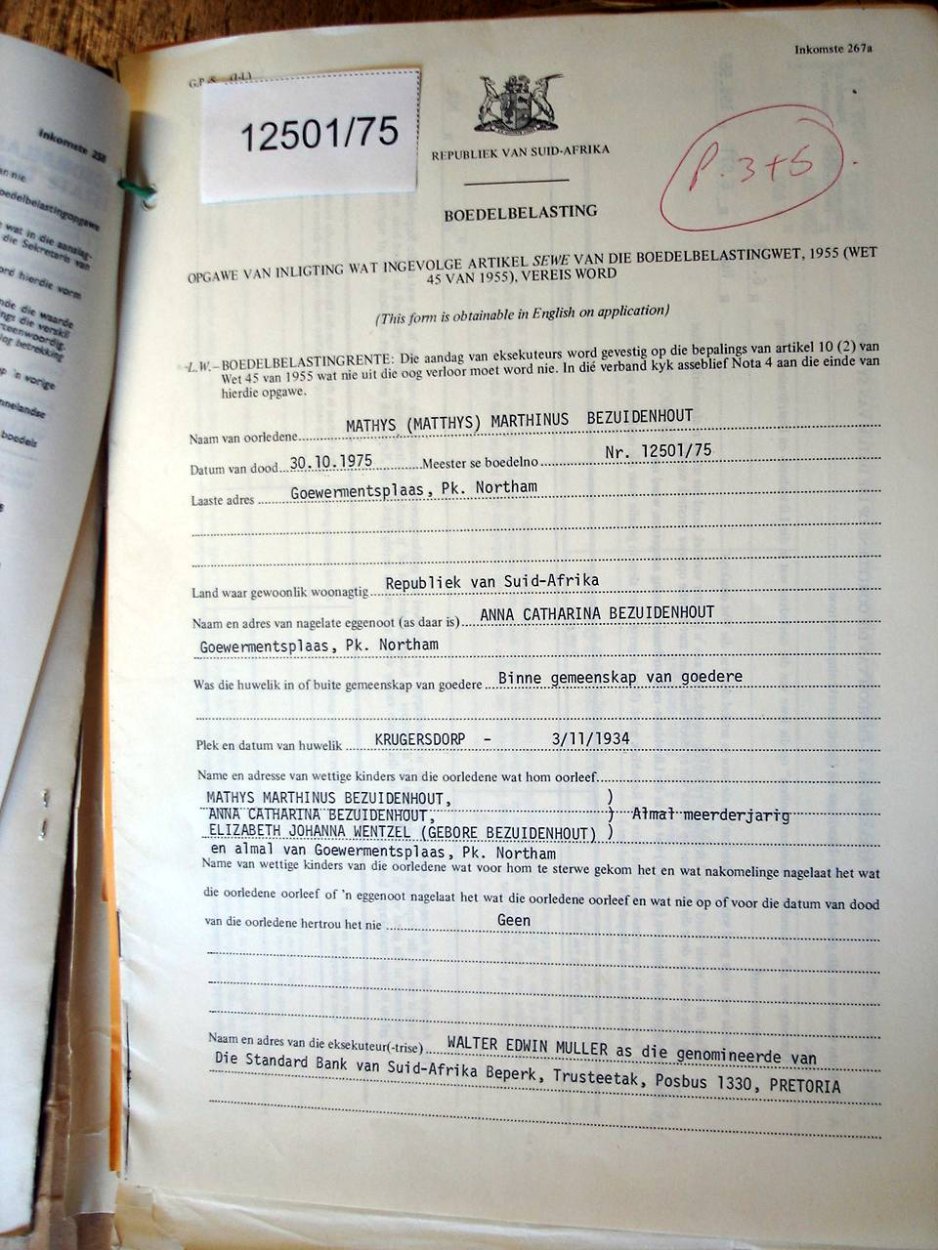 Inkomste 267a
12501/75
P. 3+5
REPUBLIEK VAN SUID-AFRIKA
BOEDELBELASTING
OPGAWE VAN INLIGTING WAT INGEVOLGE ARTIKEL SEWE VAN DIE BOEDELBELASTINGWET, 1955 (WET
45 VAN 1955), VEREIS WORD
(This form is obtainable in English on application)
L.W.–BOEDELBELASTINGRENTE: Die aandag van eksekuteurs word gevestig op die bepalings van artikel 10 (2) van
Wet 45 van 1955 wat nie uit die oog verloor moet word nie. In dié verband kyk asseblief Nota 4 aan die einde van
hierdie opgawe.
Naam van oorledene MATHYS (MATTHYS) MARTHINUS BEZUIDENHOUT
Datum van dood 30.10.1975 Meester se boedelno Nr. 12501/75
Laaste adres Goewermentsplaas, Pk. Northam
Land waar gewoonlik woonagtig Republiek van Suid-Afrika
Naam en adres van nagelate eggenoot (as daar is) ANNA CATHARINA BEZUIDENHOUT
Goewermentsplaas, Pk. Northam
Was die huwelik in of buite gemeenskap van goedere Binne gemeenskap van goedere
Plek en datum van huwelik KRUGERSDORP - 3/11/1934
Name en adresse van wettige kinders van die oorledene wat hom oorleef
MATHYS MARTHINUS BEZUIDENHOUT, )
ANNA CATHARINA BEZUIDENHOUT, ) Almal meerderjarig
ELIZABETH JOHANNA WENTZEL (GEBORE BEZUIDENHOUT) )
en almal van Goewermentsplaas, Pk. Northam
Name van wettige kinders van die oorledene wat voor hom te sterwe gekom het en wat nakomelinge nagelaat het wat
die oorledene oorleef of 'n eggenoot nagelaat het wat die oorledene oorleef en wat nie op of voor die datum van dood
van die oorledene hertrou het nie Geen
Naam en adres van die eksekuteur(-trise) WALTER EDWIN MULLER as die genomineerde van
Die Standard Bank van Suid-Afrika Beperk, Trusteetak, Posbus 1330, PRETORIA